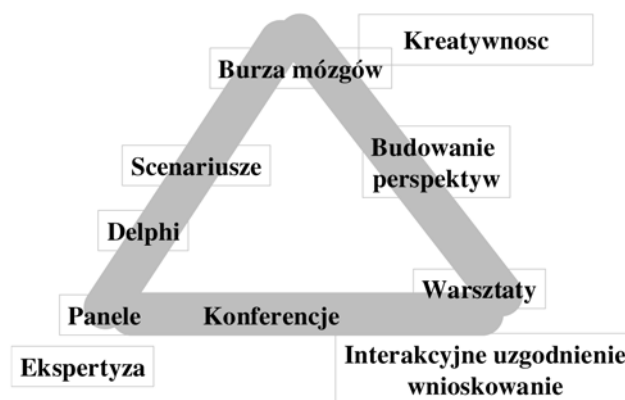 Kreatywnosc
Burza mózgów
Scenariusze
Budowanie
perspektyw
Delphi
Warsztaty
Panele
Konferencje
Ekspertyza
Interakcyjne uzgodnienie
wnioskowanie